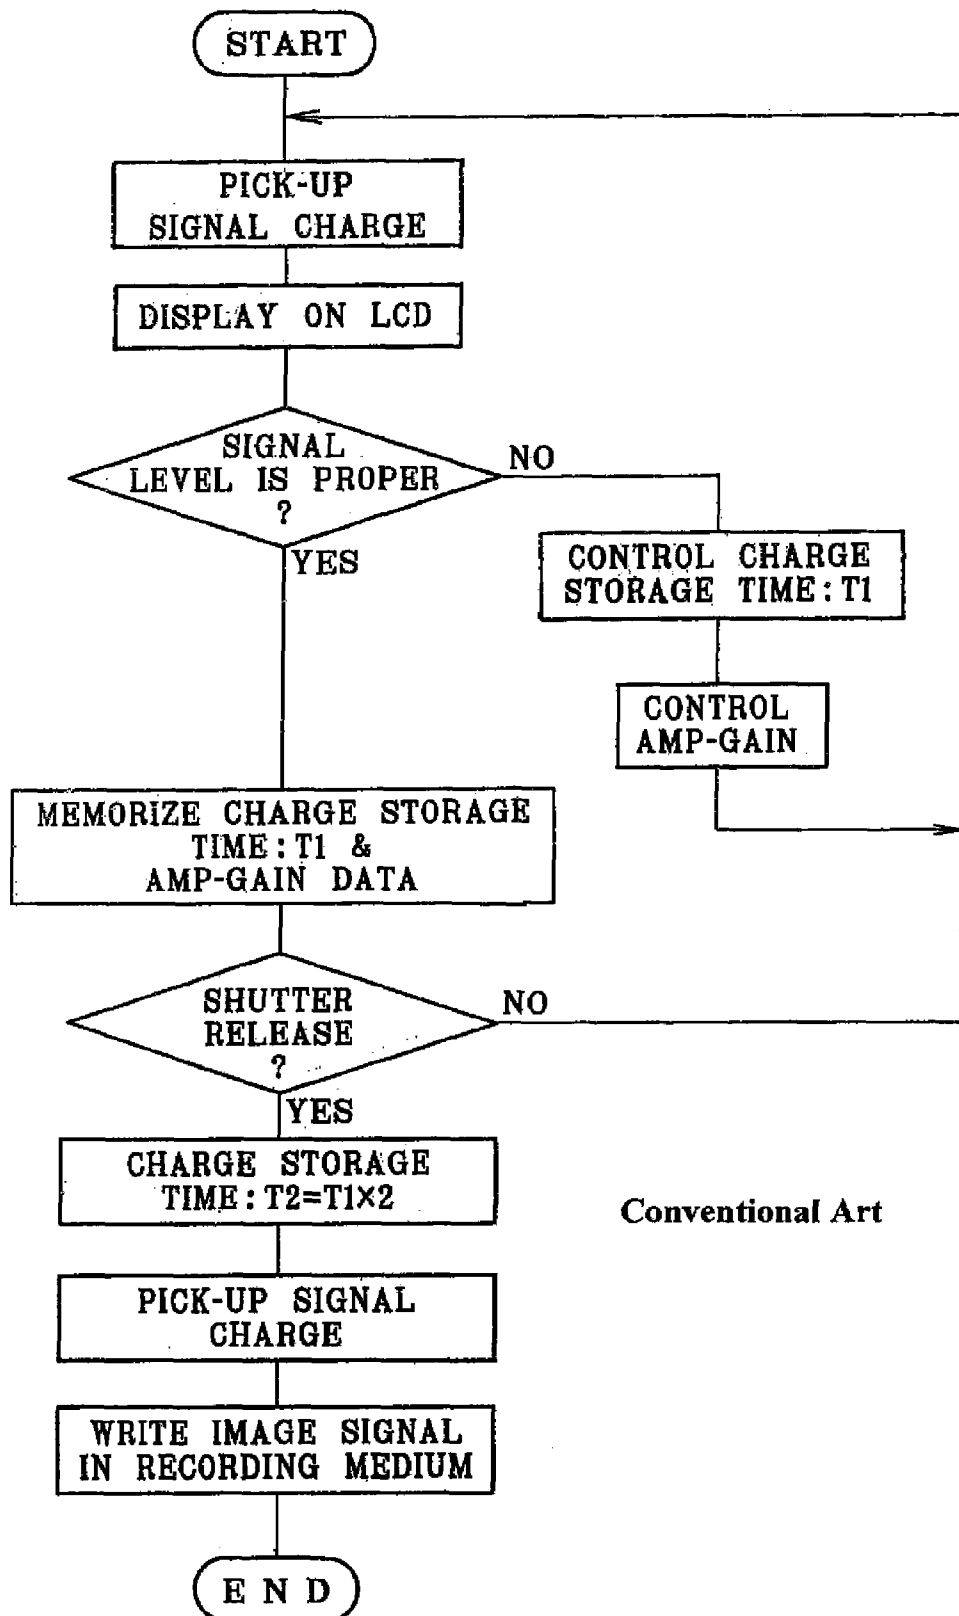 START
PICK-UP
SIGNAL CHARGE
DISPLAY ON LCD
SIGNAL
LEVEL IS PROPER
?
NO
YES
CONTROL CHARGE
STORAGE TIME:T1
CONTROL
AMP-GAIN
MEMORIZE CHARGE STORAGE
TIME:T1 &
AMP-GAIN DATA
SHUTTER
RELEASE
?
NO
YES
CHARGE STORAGE
TIME:T2=T1×2
Conventional Art
PICK-UP SIGNAL
CHARGE
WRITE IMAGE SIGNAL
IN RECORDING MEDIUM
END